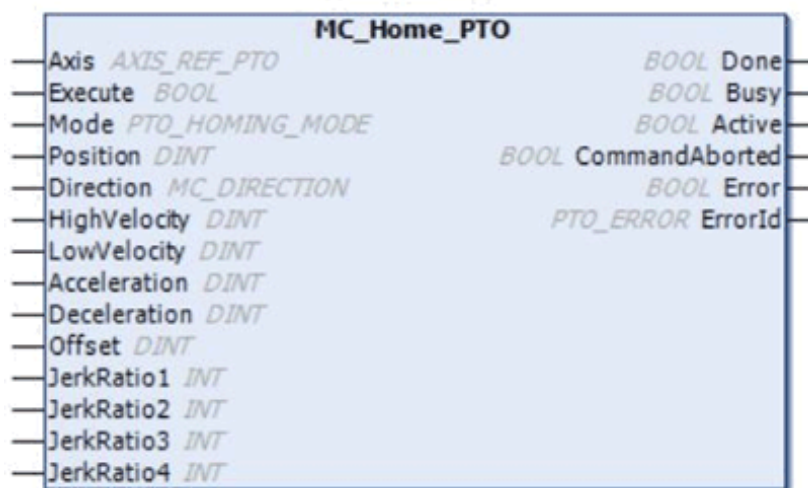 MC_Home_PTO
Axis AXIS_REF_PTO BOOL Done
Execute BOOL BOOL Busy
Mode PTO_HOMING_MODE BOOL Active
Position DINT BOOL CommandAborted
Direction MC_DIRECTION BOOL Error
HighVelocity DINT PTO_ERROR ErrorId
LowVelocity DINT
Acceleration DINT
Deceleration DINT
Offset DINT
JerkRatio1 INT
JerkRatio2 INT
JerkRatio3 INT
JerkRatio4 INT